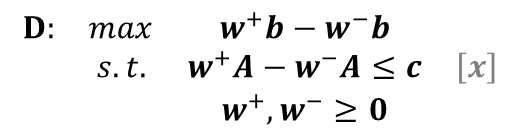 D: max w⁺b − w⁻b
s.t. w⁺A − w⁻A ≤ c [x]
w⁺, w⁻ ≥ 0